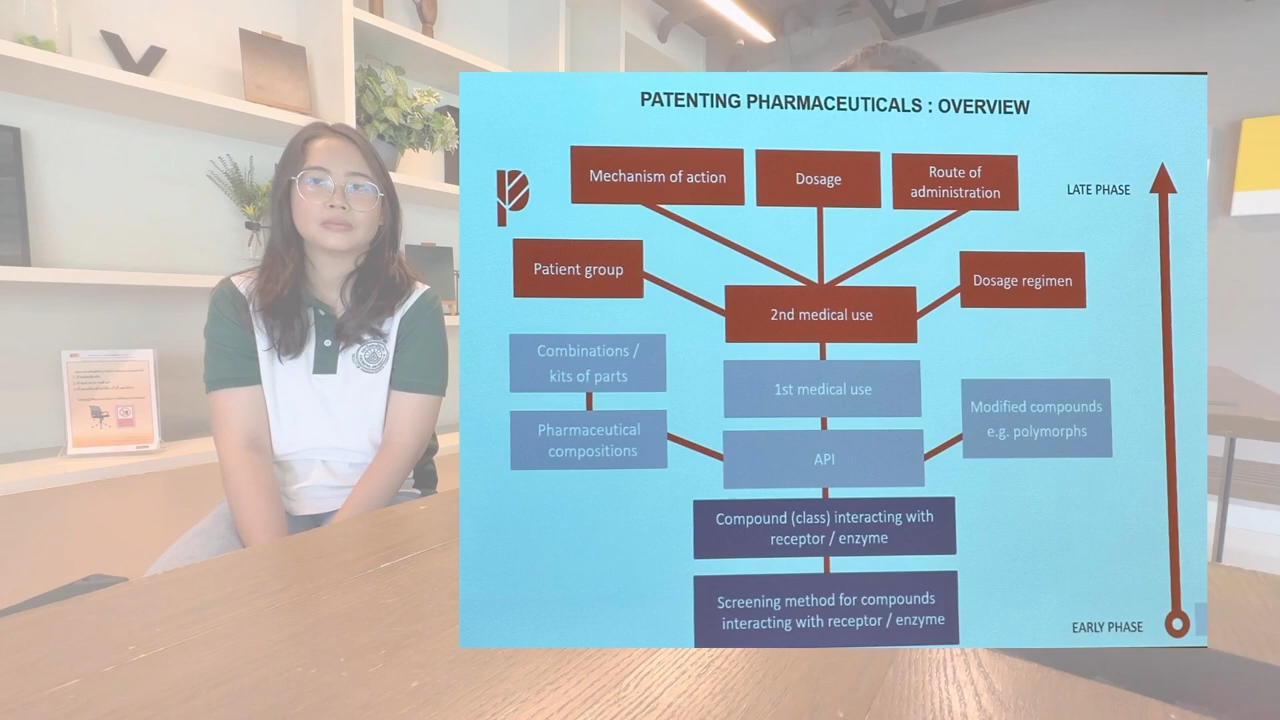 PATENTING PHARMACEUTICALS : OVERVIEW
Mechanism of action
Dosage
Route of
administration
LATE PHASE
Patient group
Dosage regimen
2nd medical use
Combinations /
kits of parts
1st medical use
Modified compounds
e.g. polymorphs
Pharmaceutical
compositions
API
Compound (class) interacting with
receptor / enzyme
Screening method for compounds
interacting with receptor / enzyme
EARLY PHASE